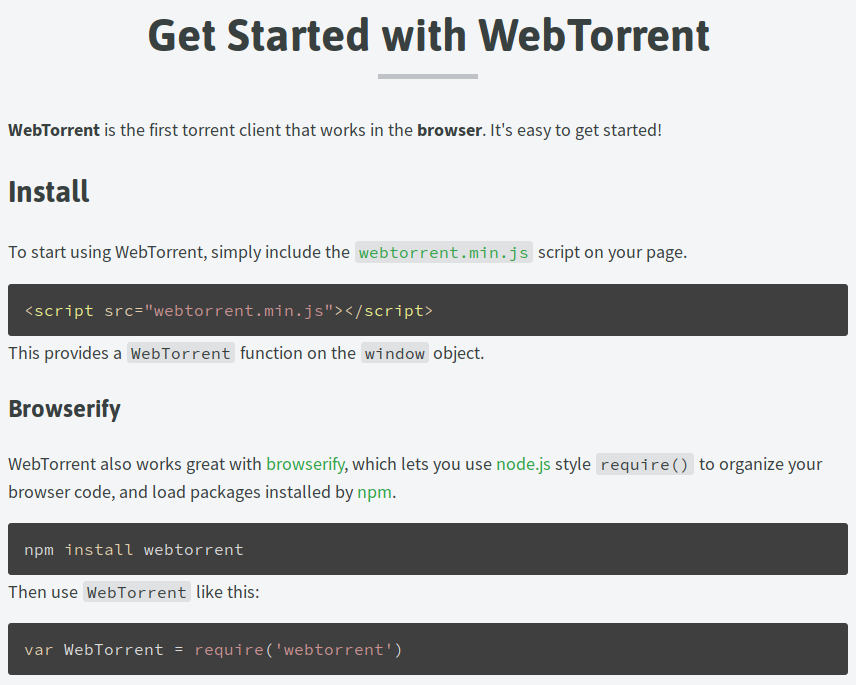 Get Started with WebTorrent
WebTorrent is the first torrent client that works in the browser. It's easy to get started!
Install
To start using WebTorrent, simply include the webtorrent.min.js script on your page.
<script src="webtorrent.min.js"></script>
This provides a WebTorrent function on the window object.
Browserify
WebTorrent also works great with browserify, which lets you use node.js style require() to organize your
browser code, and load packages installed by npm.
npm install webtorrent
Then use WebTorrent like this:
var WebTorrent = require('webtorrent')